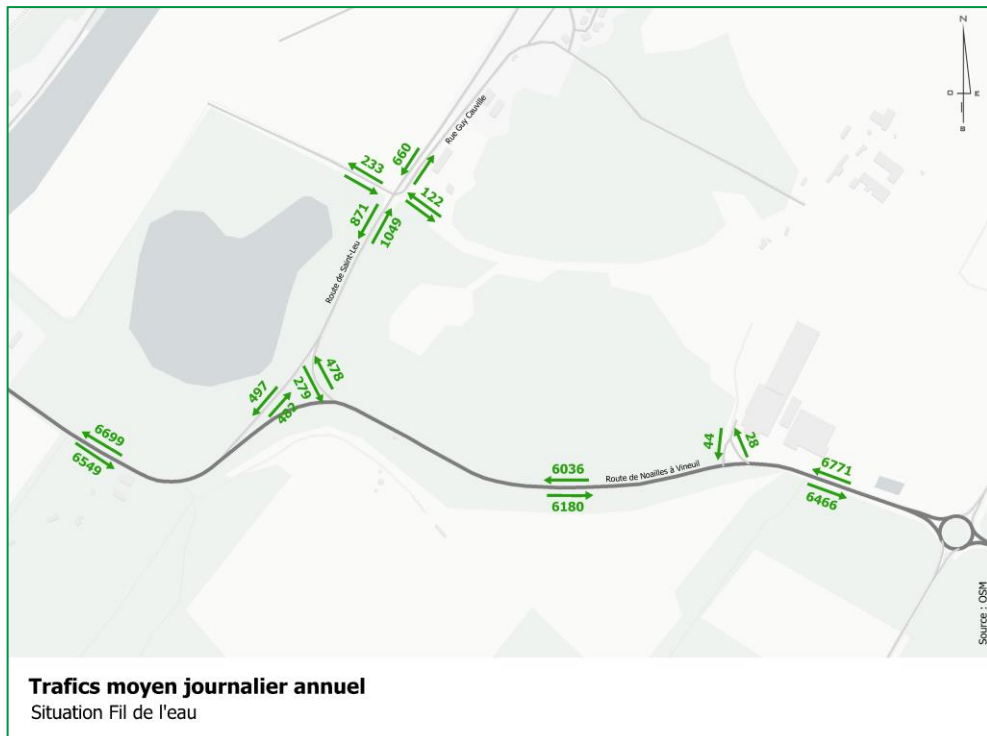 N
O E
S
Rue Guy Cauville
660
233
122
871
1049
Route de Saint-Leu
478
279
497
482
6699
6549
44
28
6771
6466
6036
Route de Noailles à Vineuil
6180
Source : OSM
Trafics moyen journalier annuel
Situation Fil de l'eau